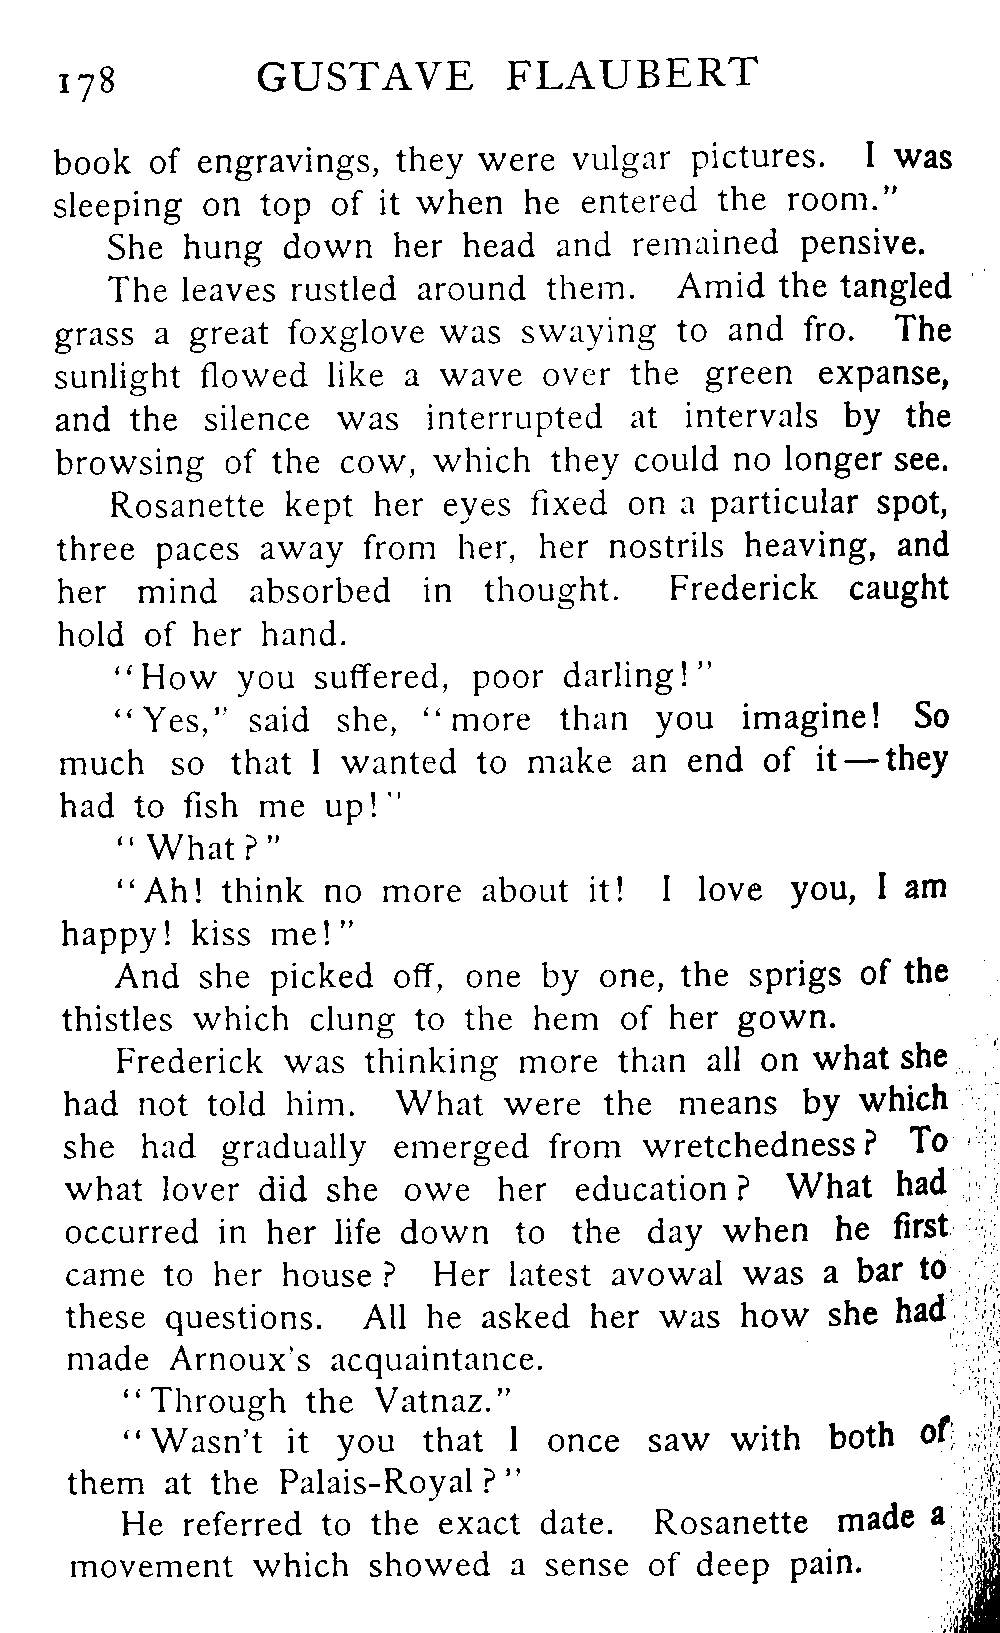 178 GUSTAVE FLAUBERT
book of engravings, they were vulgar pictures. I was
sleeping on top of it when he entered the room."
She hung down her head and remained pensive.
The leaves rustled around them. Amid the tangled
grass a great foxglove was swaying to and fro. The
sunlight flowed like a wave over the green expanse,
and the silence was interrupted at intervals by the
browsing of the cow, which they could no longer see.
Rosanette kept her eyes fixed on a particular spot,
three paces away from her, her nostrils heaving, and
her mind absorbed in thought. Frederick caught
hold of her hand.
"How you suffered, poor darling!"
"Yes," said she, "more than you imagine! So
much so that I wanted to make an end of it—they
had to fish me up!"
"What?"
"Ah! think no more about it! I love you, I am
happy! kiss me!"
And she picked off, one by one, the sprigs of the
thistles which clung to the hem of her gown.
Frederick was thinking more than all on what she
had not told him. What were the means by which
she had gradually emerged from wretchedness? To
what lover did she owe her education? What had
occurred in her life down to the day when he first
came to her house? Her latest avowal was a bar to
these questions. All he asked her was how she had
made Arnoux's acquaintance.
"Through the Vatnaz."
"Wasn't it you that I once saw with both of
them at the Palais-Royal?"
He referred to the exact date. Rosanette made a
movement which showed a sense of deep pain.